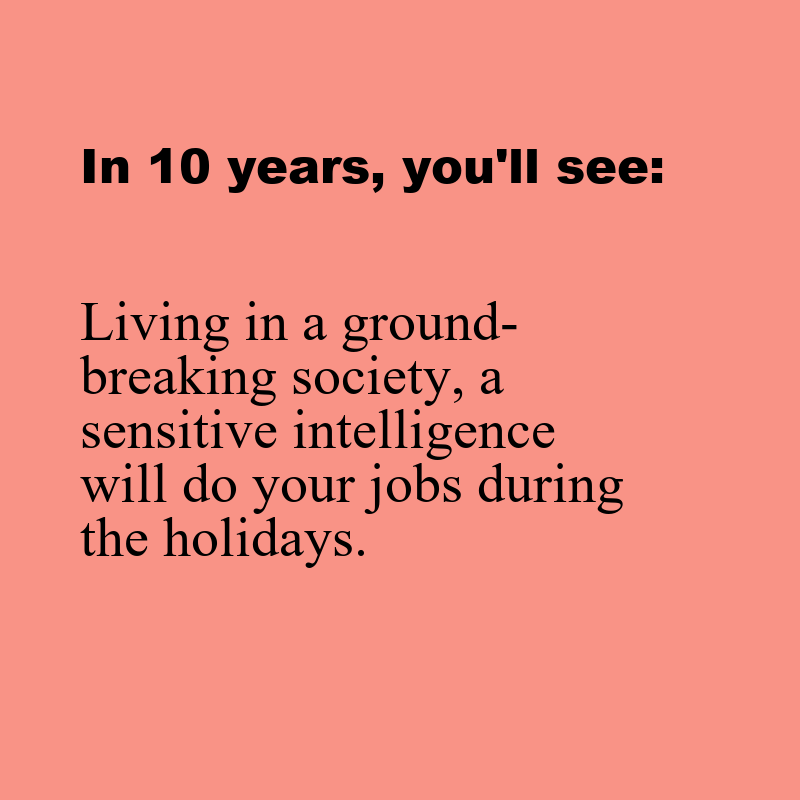 In 10 years, you'll see:
Living in a ground-
breaking society, a
sensitive intelligence
will do your jobs during
the holidays.